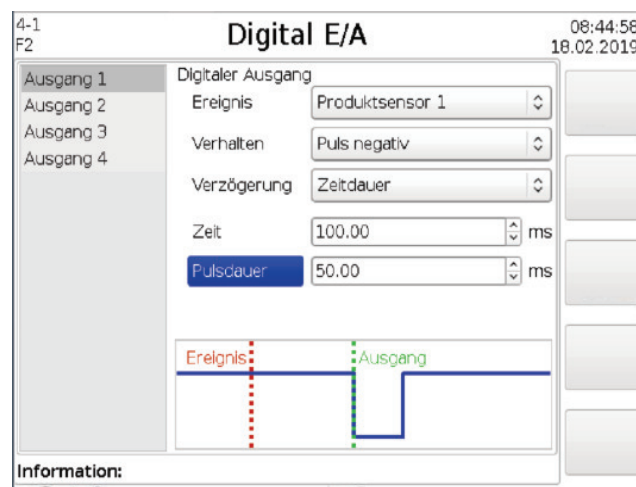 4-1
F2
Digital E/A
08:44:58
18.02.2019
Ausgang 1
Ausgang 2
Ausgang 3
Ausgang 4
Digitaler Ausgang
Ereignis Produktsensor 1
Verhalten Puls negativ
Verzögerung Zeitdauer
Zeit 100.00 ms
Pulsdauer 50.00 ms
Ereignis Ausgang
Information: